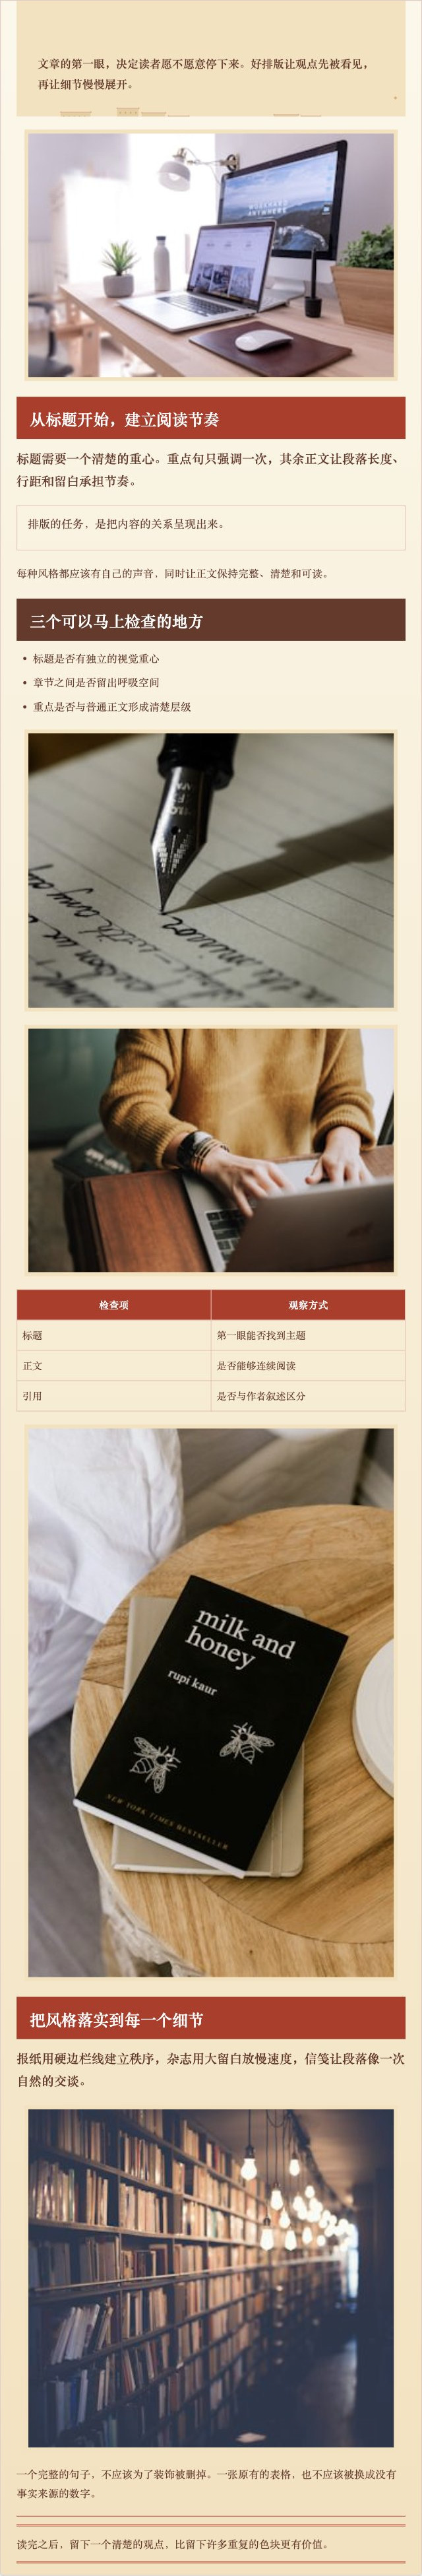 文章的第一眼，决定读者愿不愿意停下来。好排版让观点先被看见，
再让细节慢慢展开。
从标题开始，建立阅读节奏
标题需要一个清楚的重心。重点句只强调一次，其余正文让段落长度、
行距和留白承担节奏。
排版的任务，是把内容的关系呈现出来。
每种风格都应该有自己的声音，同时让正文保持完整、清楚和可读。
三个可以马上检查的地方
• 标题是否有独立的视觉重心
• 章节之间是否留出呼吸空间
• 重点是否与普通正文形成清楚层级
检查项 观察方式
标题 第一眼能否找到主题
正文 是否能够连续阅读
引用 是否与作者叙述区分
milk and
honey
rupi kaur
NEW YORK TIMES BESTSELLER
把风格落实到每一个细节
报纸用硬边栏线建立秩序，杂志用大留白放慢速度，信笺让段落像一次
自然的交谈。
一个完整的句子，不应该为了装饰被删掉。一张原有的表格，也不应该被换成没有
事实来源的数字。
读完之后，留下一个清楚的观点，比留下许多重复的色块更有价值。